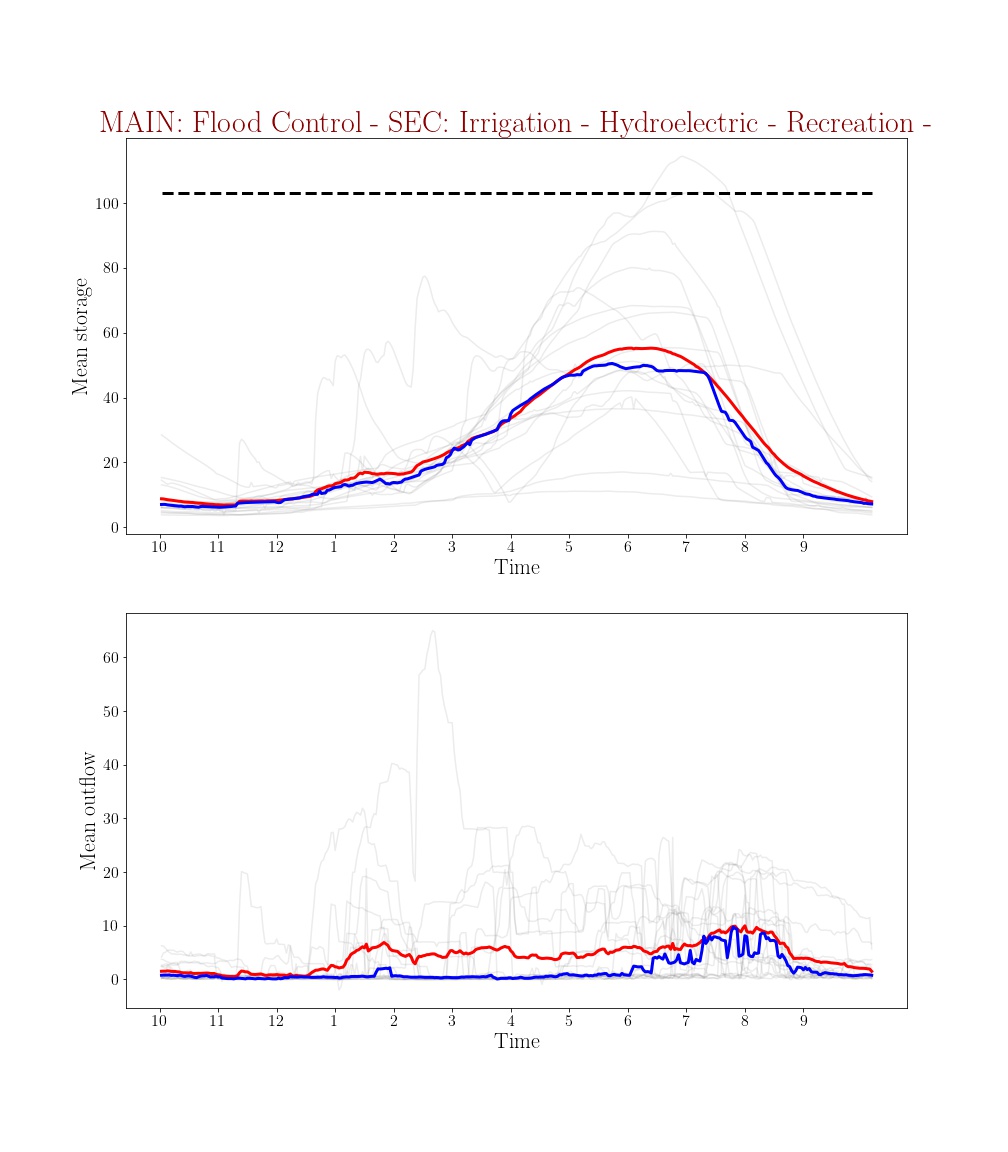 MAIN: Flood Control - SEC: Irrigation - Hydroelectric - Recreation -
100
80
60
40
20
0
Mean storage
10 11 12 1 2 3 4 5 6 7 8 9
Time
60
50
40
30
20
10
0
Mean outflow
10 11 12 1 2 3 4 5 6 7 8 9
Time